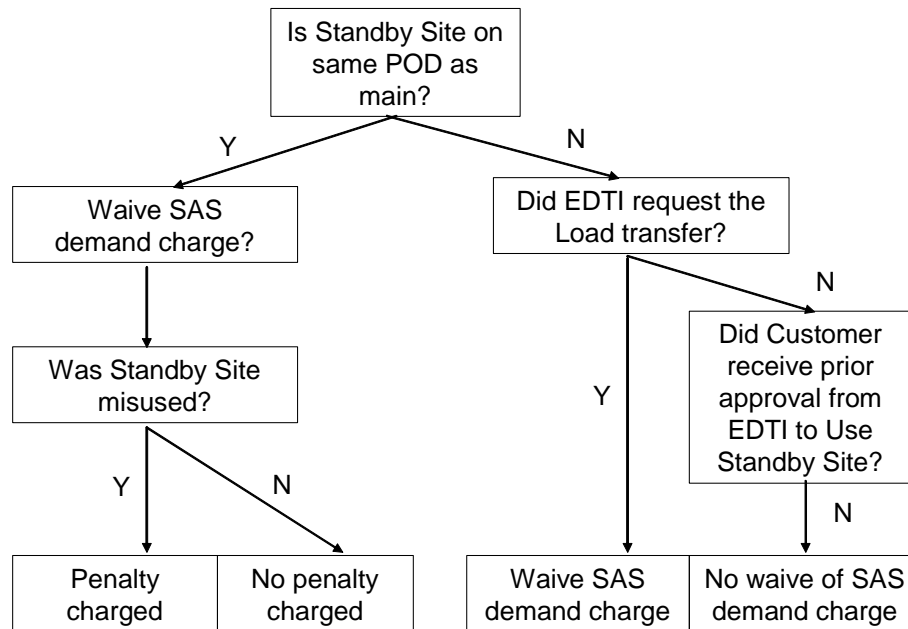 Is Standby Site on
same POD as
main?
Y
N
Waive SAS
demand charge?
Did EDTI request the
Load transfer?
N
Did Customer
receive prior
approval from
EDTI to Use
Standby Site?
Was Standby Site
misused?
Y
Y
N
N
Penalty
charged
No penalty
charged
Waive SAS
demand charge
No waive of SAS
demand charge